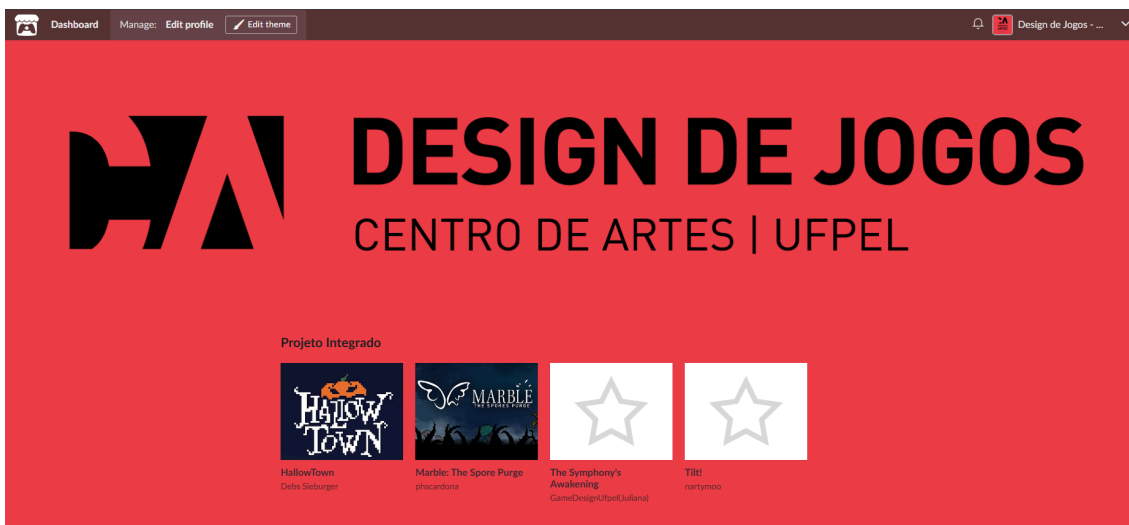 Dashboard Manage: Edit profile Edit theme Design de Jogos - ...
CA DESIGN DE JOGOS
CENTRO DE ARTES | UFPEL
Projeto Integrado
HALLOW
TOWN
MARBLE
THE SPORES PURGE
HallowTown
Debs Sieburger
Marble: The Spore Purge
phscardona
The Symphony's
Awakening
GameDesignUfpel(Juliana)
Tilt!
nartymoo